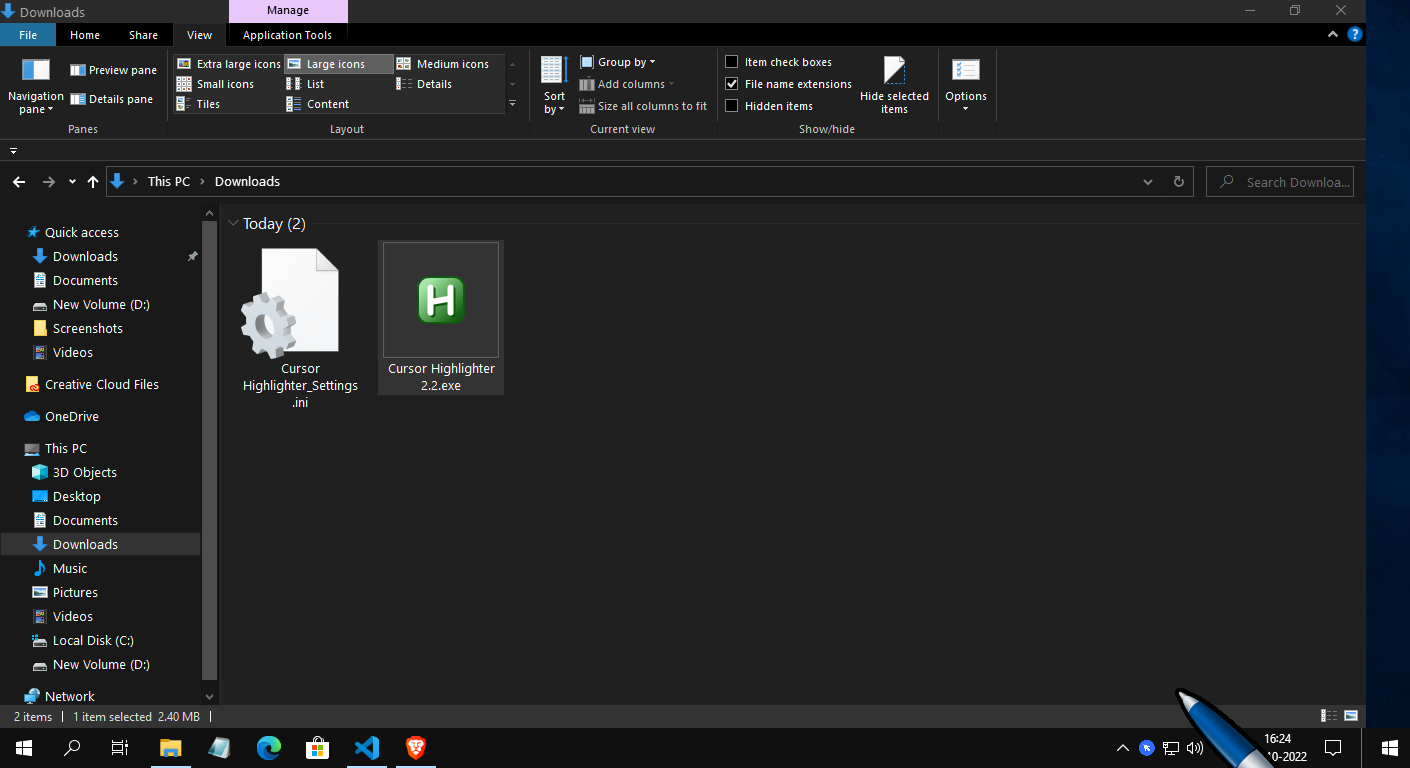 Downloads
Manage
File
Home
Share
View
Application Tools
Navigation pane
Preview pane
Details pane
Panes
Extra large icons
Large icons
Medium icons
Small icons
List
Details
Tiles
Content
Layout
Sort by
Group by
Add columns
Size all columns to fit
Current view
Item check boxes
File name extensions
Hidden items
Hide selected items
Show/hide
Options
This PC
Downloads
Search Downloa...
Quick access
Downloads
Documents
New Volume (D:)
Screenshots
Videos
Creative Cloud Files
OneDrive
This PC
3D Objects
Desktop
Documents
Downloads
Music
Pictures
Videos
Local Disk (C:)
New Volume (D:)
Network
Today (2)
Cursor
Highlighter_Settings
.ini
H
Cursor Highlighter
2.2.exe
2 items
1 item selected 2.40 MB
16:24
-10-2022